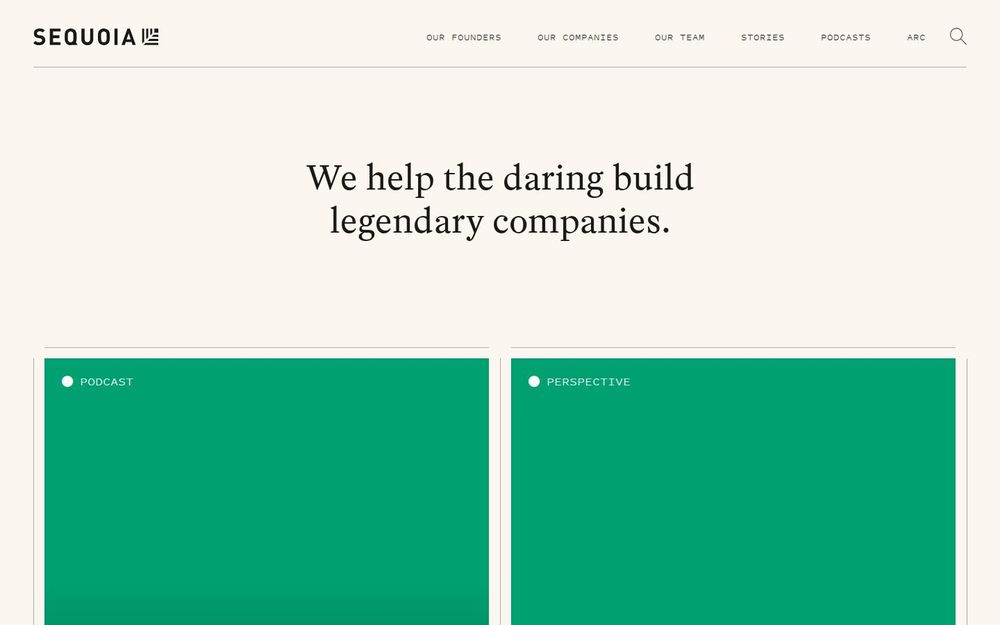 SEQUOIA
OUR FOUNDERS OUR COMPANIES OUR TEAM STORIES PODCASTS ARC
We help the daring build
legendary companies.
PODCAST
PERSPECTIVE